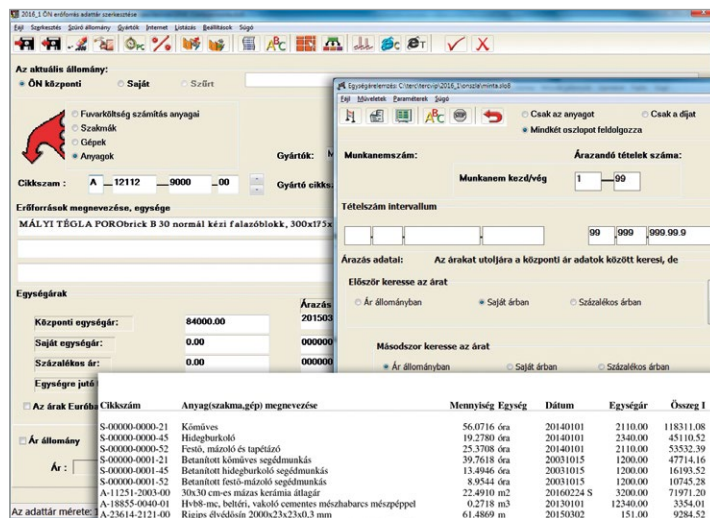 2016_1 ÖN erőforrás adattár szerkesztése
Fájl Szerkesztés Szűrő állomány Gyártók Internet Listázás Beállítások Súgó
Az aktuális állomány:
ÖN központi Saját Szűrt
Fuvarköltség számítás anyagai
Szakmák
Gépek
Anyagok
Gyártók:
Cikkszam : A 12112 9000 00
Gyártó cikksz
Erőforrások megnevezése, egysége
MÁLYI TÉGLA PORObrick B 30 normál kézi falazóblokk, 300x175x
Egységárak
Árazás
Központi egységár: 84000.00 201503
Saját egységár: 0.00 000000
Százalékos ár: 0.00 000000
Egységre jutó
Az árak Euróba
Ár állomány
Ár :
Az adattár mérete: 1
Egységárelemzés: C:\terc\tercvip\2016_1\onszla\minta.slo8
Fájl Műveletek Paraméterek Súgó
Csak az anyagot Csak a díjat
Mindkét oszlopot feldolgozza
Munkanemszám: Árazandó tételek száma:
Munkanem kezd/vég 1 99
Tételszám intervallum
99 999 999.99.9
Árazás adatai: Az árakat utoljára a központi ár adatok között keresi, de
Először keresse az árat
Ár állományban Saját árban Százalékos árban
Másodszor keresse az árat
Ár állományban Saját árban Százalékos árban
Cikkszám Anyag(szakma,gép) megnevezése Mennyiség Egység Dátum Egységár Összeg I
S-00000-0000-21 Kőműves 56.0716 óra 20140101 2110.00 118311.08
S-00000-0000-45 Hidegburkoló 19.2780 óra 20140101 2340.00 45110.52
S-00000-0000-52 Festő, mázoló és tapétázó 25.3708 óra 20140101 2110.00 53532.39
S-00000-0001-21 Betanított kőműves segédmunkás 39.7618 óra 20031015 1200.00 47714.16
S-00000-0001-45 Betanított hidegburkoló segédmunkás 13.4946 óra 20031015 1200.00 16193.52
S-00000-0001-52 Betanított festő-mázoló segédmunkás 8.9544 óra 20031015 1200.00 10745.28
A-11251-2003-00 30x30 cm-es mázas kerámia átlagár 22.4910 m2 20160224 S 3200.00 71971.20
A-18855-0040-01 Hvb8-mc, beltéri, vakoló cementes mészhabarcs mészpéppel 0.2718 m3 20130101 12340.00 3354.01
A-23614-2121-00 Rigips élvédősín 2000x23x23x0,3 mm 61.4869 m 20150302 151.00 9284.52